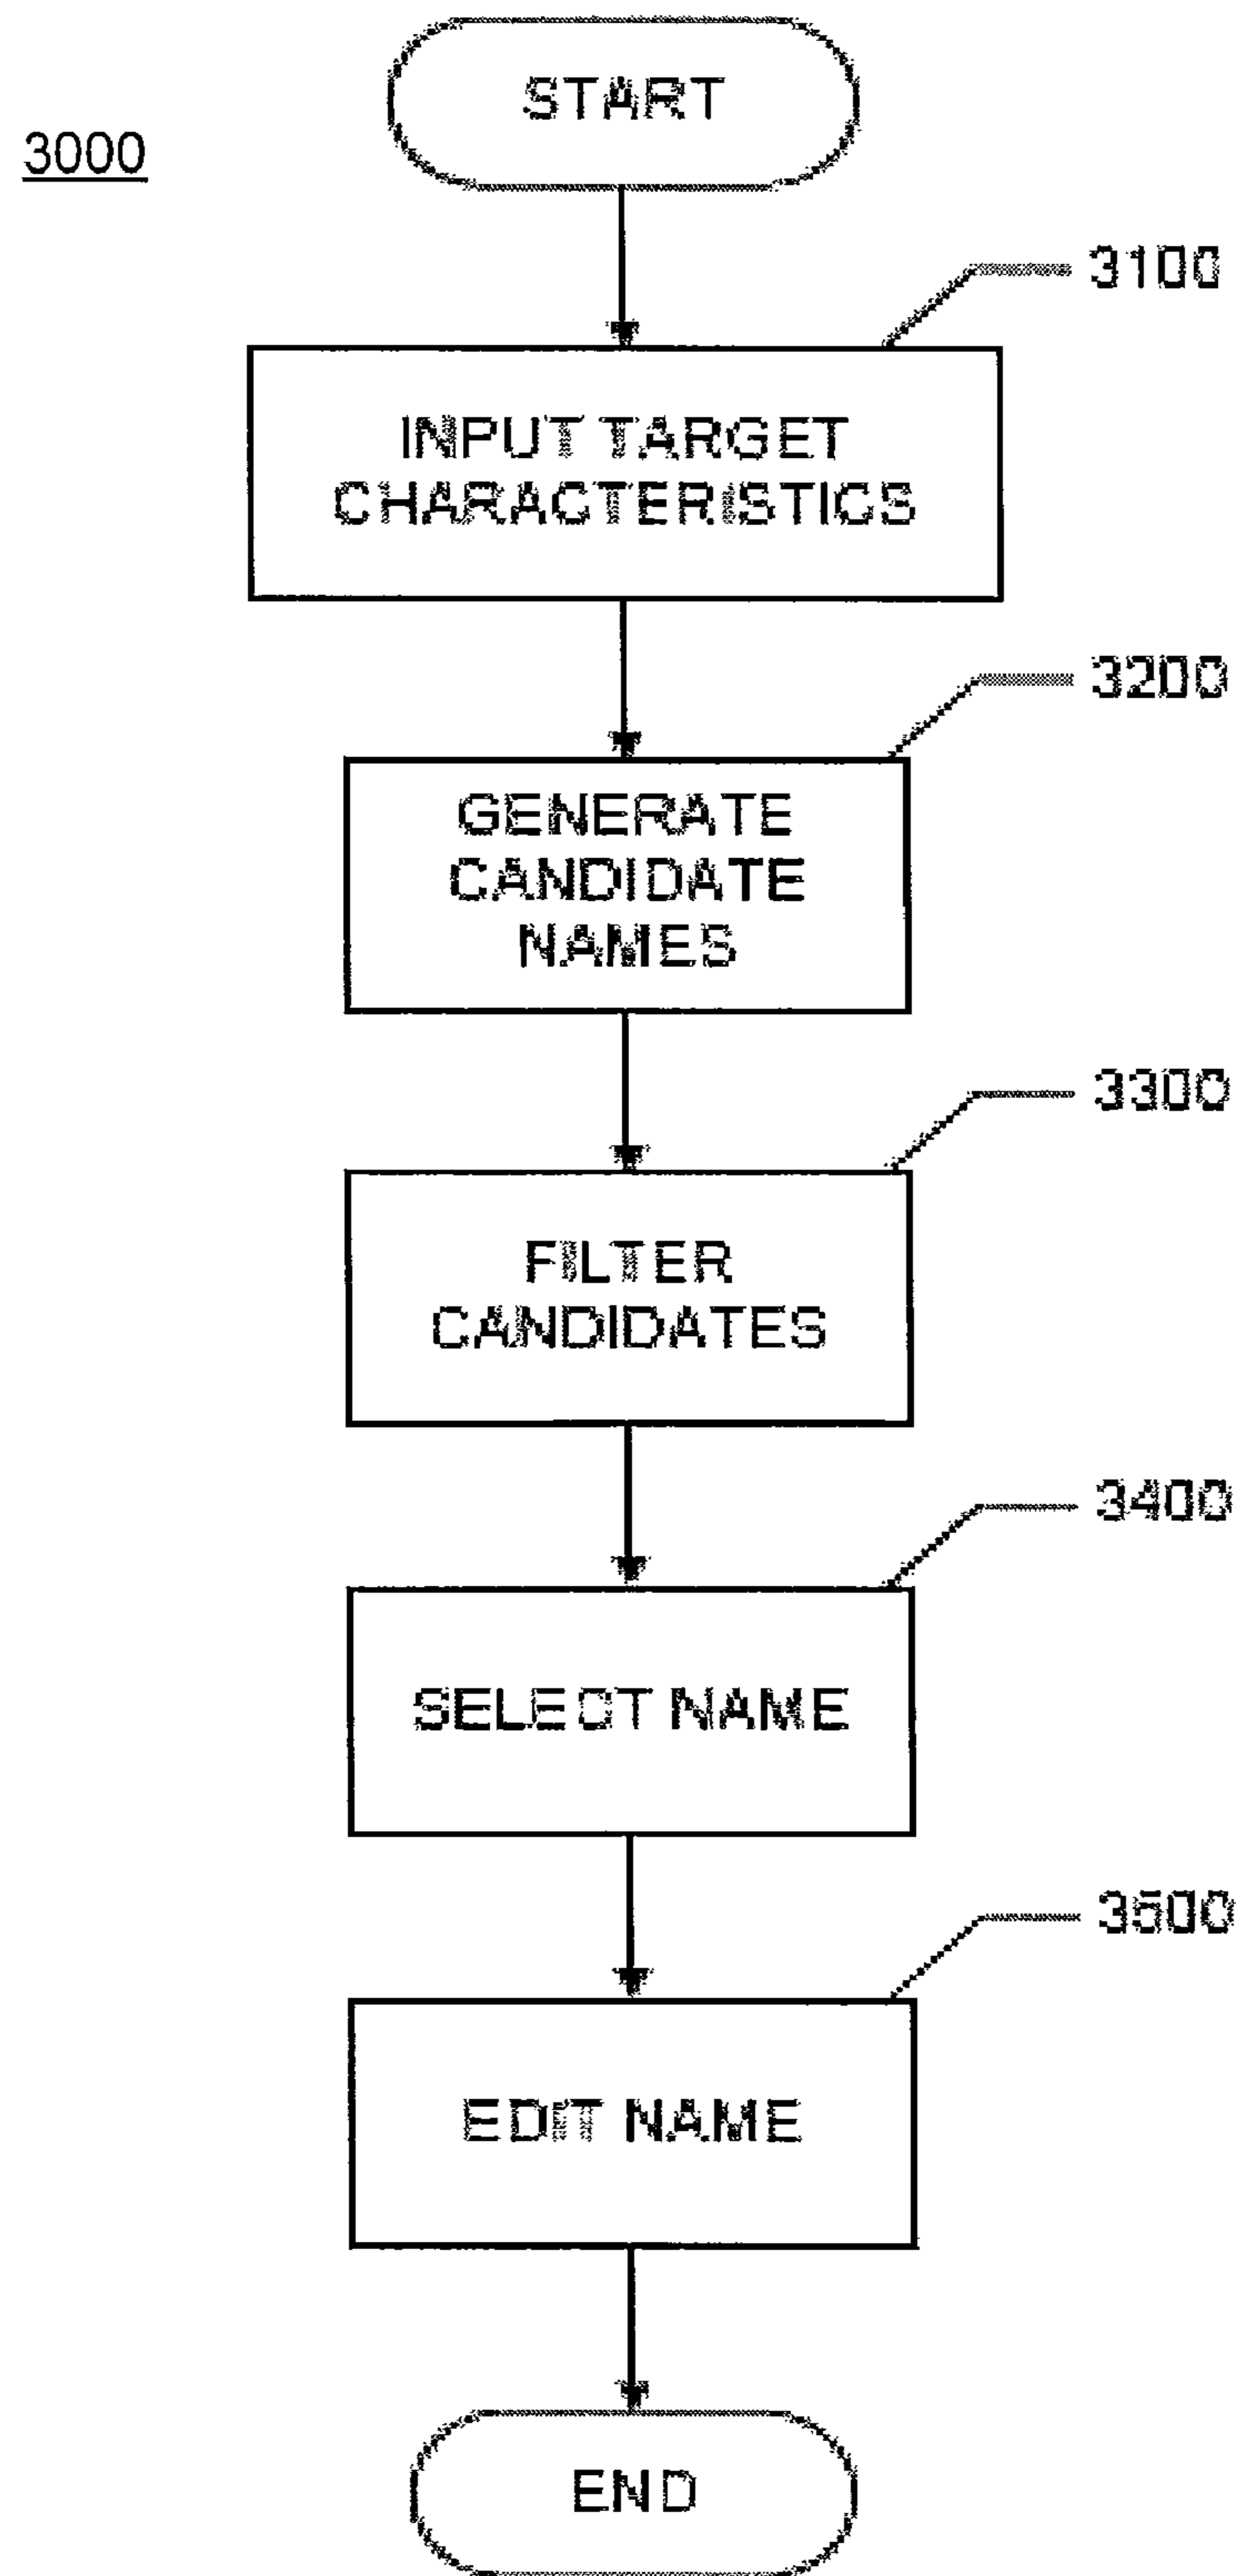 START
3000
3100
INPUT TARGET
CHARACTERISTICS
3200
GENERATE
CANDIDATE
NAMES
3300
FILTER
CANDIDATES
3400
SELECT NAME
3500
EDIT NAME
END